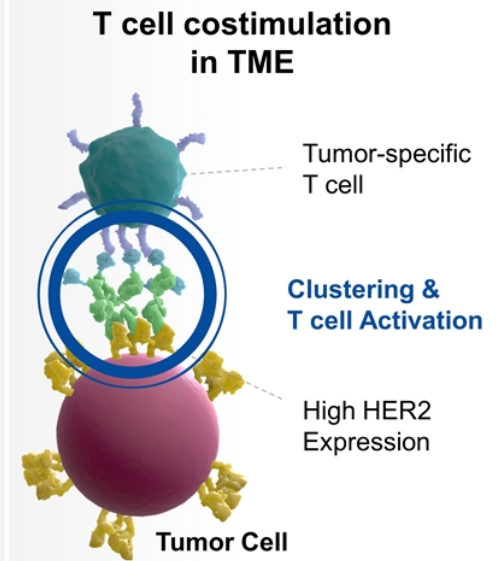 T cell costimulation
in TME
Tumor-specific
T cell
Clustering &
T cell Activation
High HER2
Expression
Tumor Cell